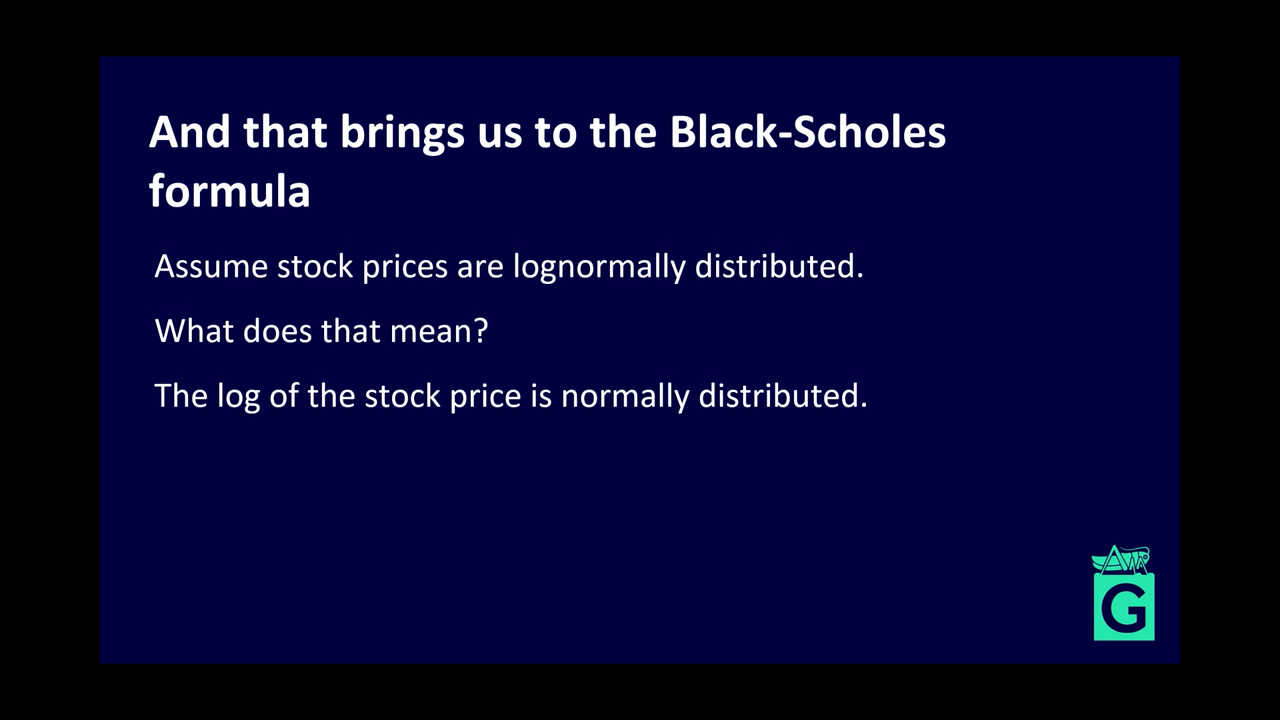 And that brings us to the Black-Scholes
formula
Assume stock prices are lognormally distributed.
What does that mean?
The log of the stock price is normally distributed.
G